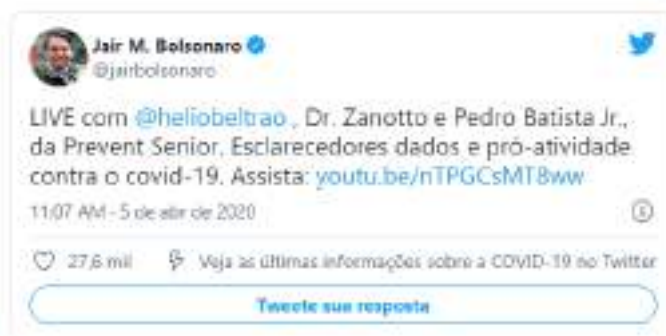 Jair M. Bolsonaro
@jairbolsonaro
LIVE com @heliobeltrao , Dr. Zanotto e Pedro Batista Jr.,
da Prevent Senior. Esclarecedores dados e pró-atividade
contra o covid-19. Assista: youtu.be/nTPGCsMT8ww
11:07 AM - 5 de abr de 2020
27,6 mil Veja as últimas informações sobre a COVID-19 no Twitter
Tweete sua resposta